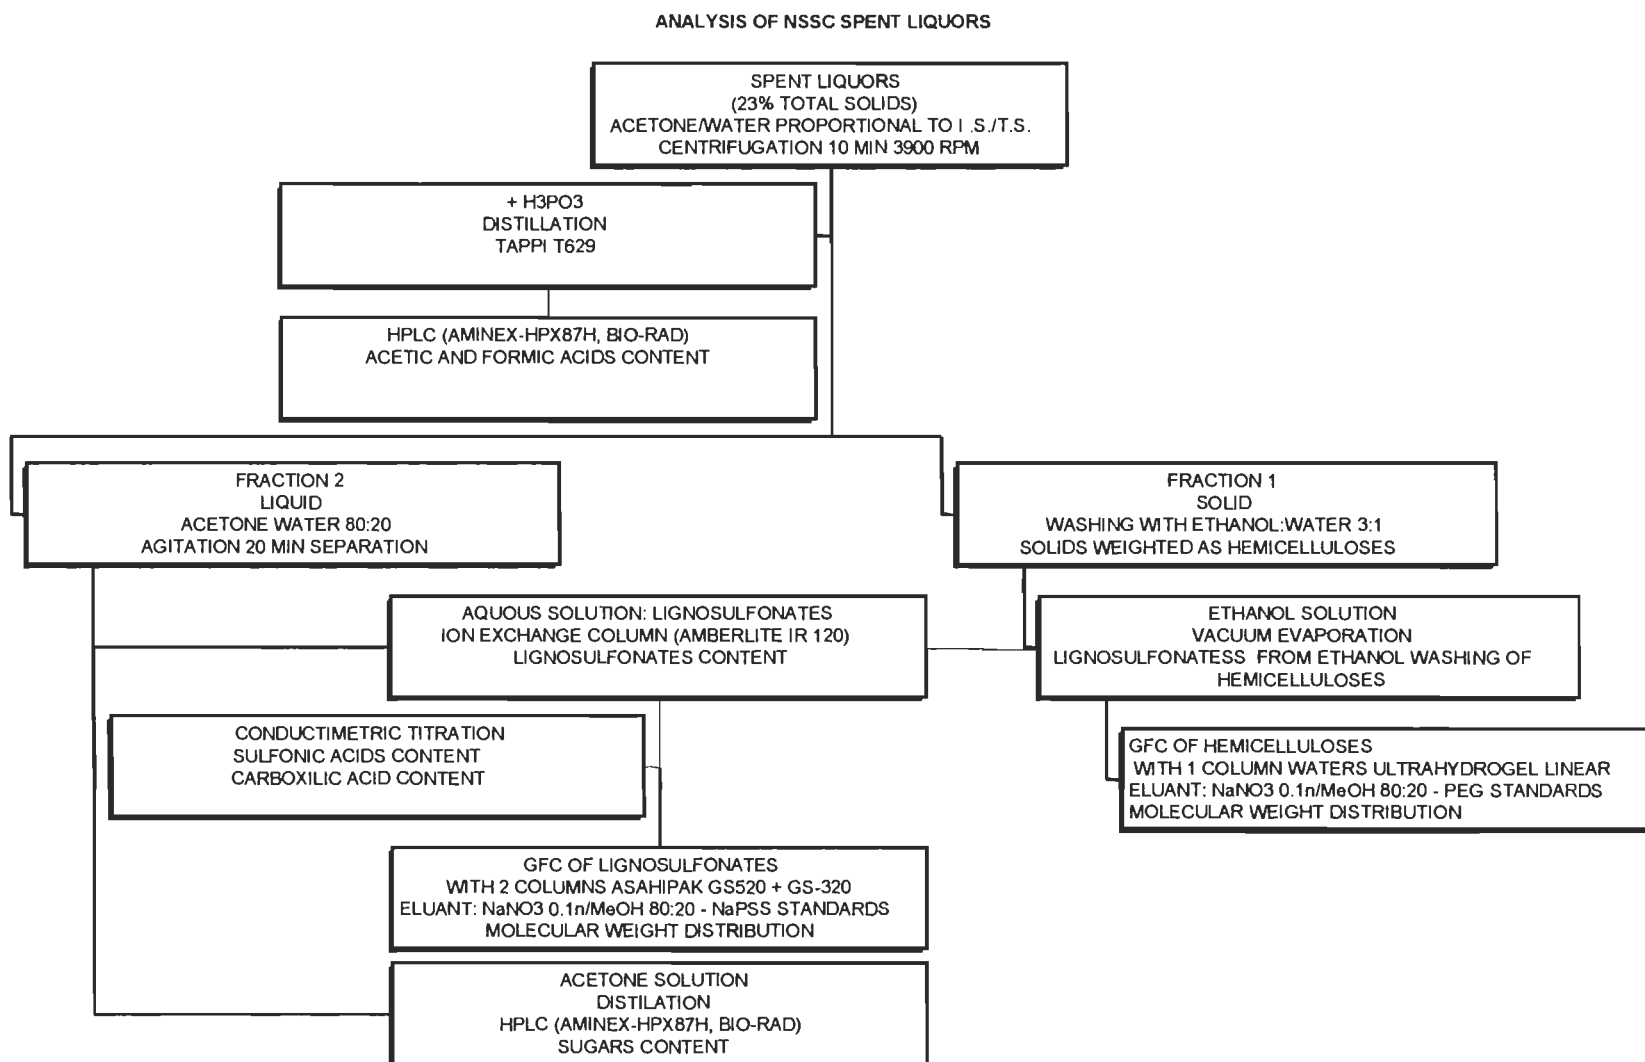 ANALYSIS OF NSSC SPENT LIQUORS
SPENT LIQUORS
(23% TOTAL SOLIDS)
ACETONE/WATER PROPORTIONAL TO I .S./T.S.
CENTRIFUGATION 10 MIN 3900 RPM
+ H3PO3
DISTILLATION
TAPPI T629
HPLC (AMINEX-HPX87H, BIO-RAD)
ACETIC AND FORMIC ACIDS CONTENT
FRACTION 2
LIQUID
ACETONE WATER 80:20
AGITATION 20 MIN SEPARATION
FRACTION 1
SOLID
WASHING WITH ETHANOL:WATER 3:1
SOLIDS WEIGHTED AS HEMICELLULOSES
AQUOUS SOLUTION: LIGNOSULFONATES
ION EXCHANGE COLUMN (AMBERLITE IR 120)
LIGNOSULFONATES CONTENT
ETHANOL SOLUTION
VACUUM EVAPORATION
LIGNOSULFONATESS FROM ETHANOL WASHING OF
HEMICELLULOSES
CONDUCTIMETRIC TITRATION
SULFONIC ACIDS CONTENT
CARBOXILIC ACID CONTENT
GFC OF HEMICELLULOSES
WITH 1 COLUMN WATERS ULTRAHYDROGEL LINEAR
ELUANT: NaNO3 0.1n/MeOH 80:20 - PEG STANDARDS
MOLECULAR WEIGHT DISTRIBUTION
GFC OF LIGNOSULFONATES
WITH 2 COLUMNS ASAHIPAK GS520 + GS-320
ELUANT: NaNO3 0.1n/MeOH 80:20 - NaPSS STANDARDS
MOLECULAR WEIGHT DISTRIBUTION
ACETONE SOLUTION
DISTILATION
HPLC (AMINEX-HPX87H, BIO-RAD)
SUGARS CONTENT